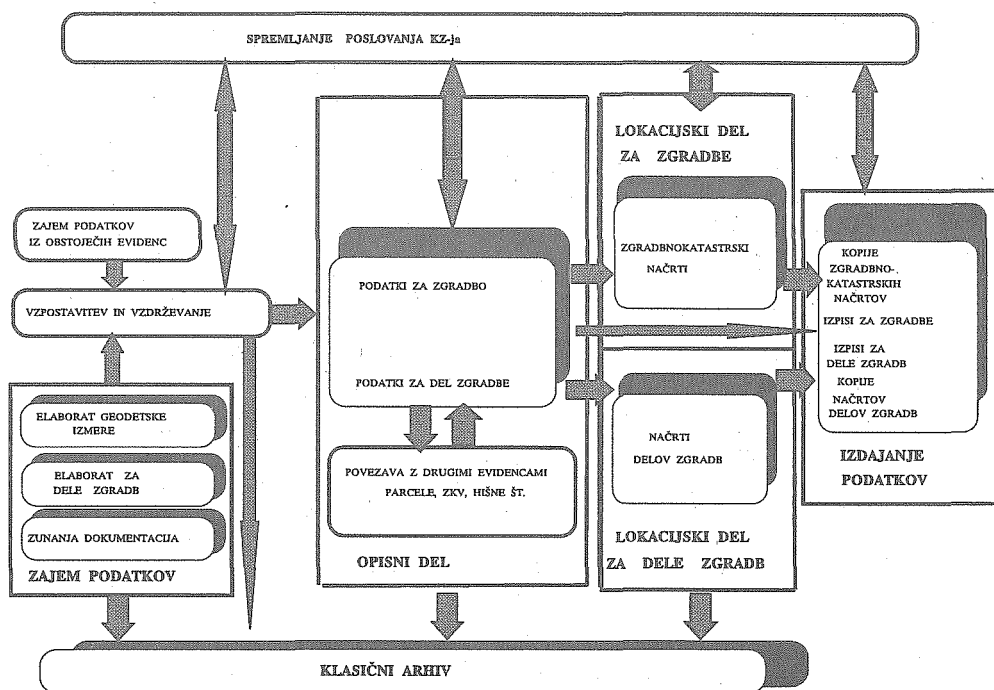 SPREMLJANJE POSLOVANJA KZ-ja
ZAJEM PODATKOV
IZ OBSTOJEČIH EVIDENC
VZPOSTAVITEV IN VZDRŽEVANJE
ELABORAT GEODETSKE
IZMERE
ELABORAT ZA
DELE ZGRADB
ZUNANJA DOKUMENTACIJA
ZAJEM PODATKOV
PODATKI ZA ZGRADBO
PODATKI ZA DEL ZGRADBE
POVEZAVA Z DRUGIMI EVIDENCAMI
PARCELE, ZKV, HIŠNE ŠT.
OPISNI DEL
LOKACIJSKI DEL
ZA ZGRADBE
ZGRADBNOKATASTRSKI
NAČRTI
NAČRTI
DELOV ZGRADB
LOKACIJSKI DEL
ZA DELE ZGRADB
KOPIJE
ZGRADBNO-
KATASTRSKIH
NAČRTOV
IZPISI ZA ZGRADBE
IZPISI ZA
DELE ZGRADB
KOPIJE
NAČRTOV
DELOV ZGRADB
IZDAJANJE
PODATKOV
KLASIČNI ARHIV